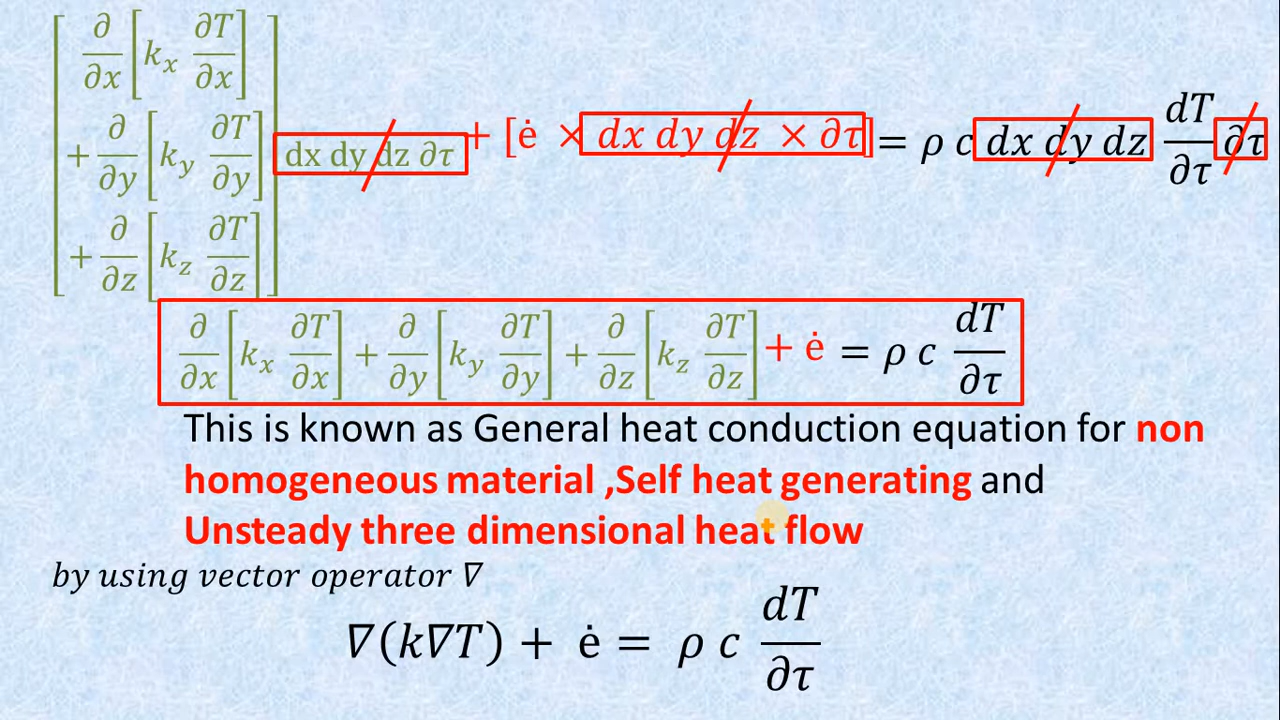 [∂/∂x [k_x ∂T/∂x] + ∂/∂y [k_y ∂T/∂y] + ∂/∂z [k_z ∂T/∂z]] dx dy dz ∂τ + [ė × dx dy dz × ∂τ] = ρ c dx dy dz dT/∂τ ∂τ
∂/∂x [k_x ∂T/∂x] + ∂/∂y [k_y ∂T/∂y] + ∂/∂z [k_z ∂T/∂z] + ė = ρ c dT/∂τ
This is known as General heat conduction equation for non
homogeneous material ,Self heat generating and
Unsteady three dimensional heat flow
by using vector operator ∇
∇(k∇T) + ė = ρ c dT/∂τ